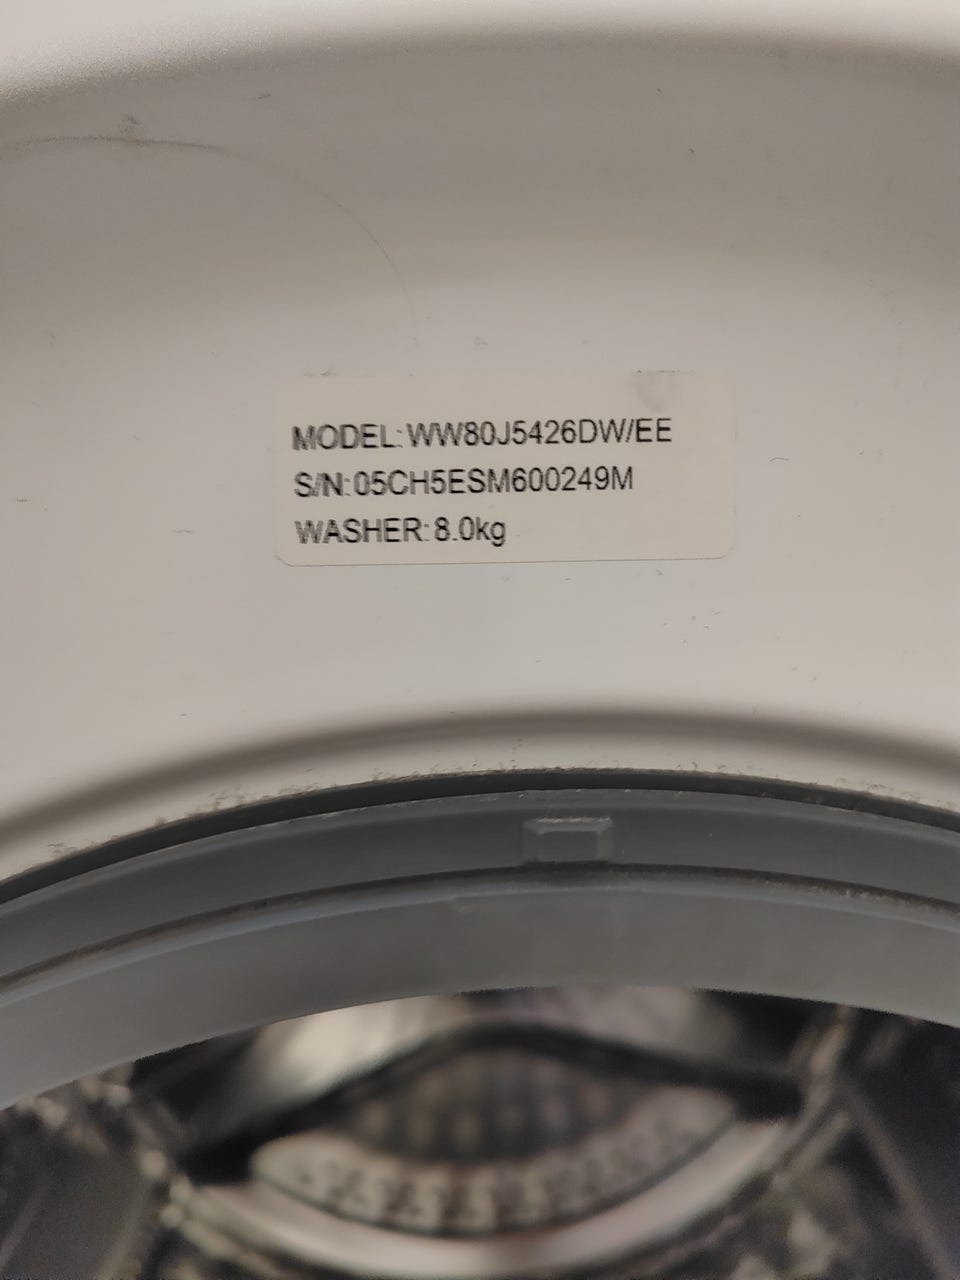 MODEL:WW80J5426DW/EE
S/N:05CH5ESM600249M
WASHER:8.0kg